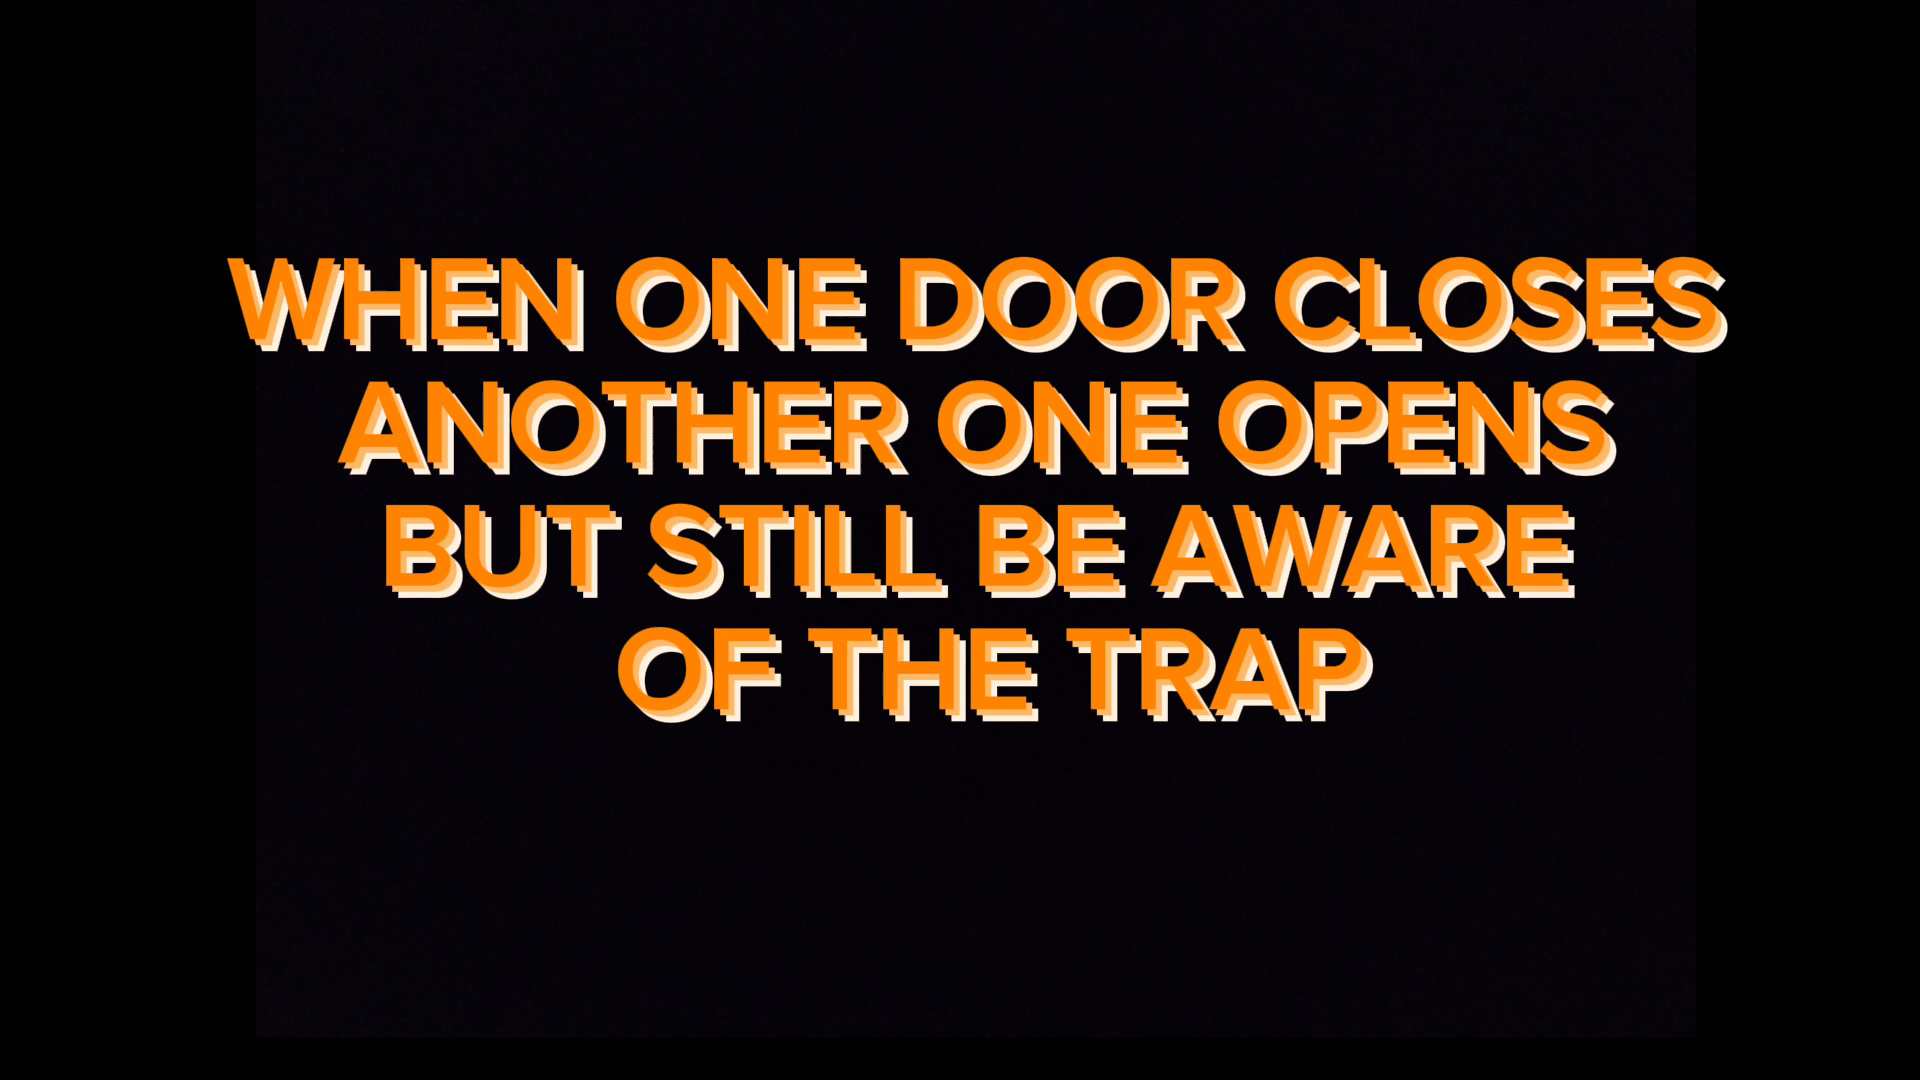 WHEN ONE DOOR CLOSES
ANOTHER ONE OPENS
BUT STILL BE AWARE
OF THE TRAP